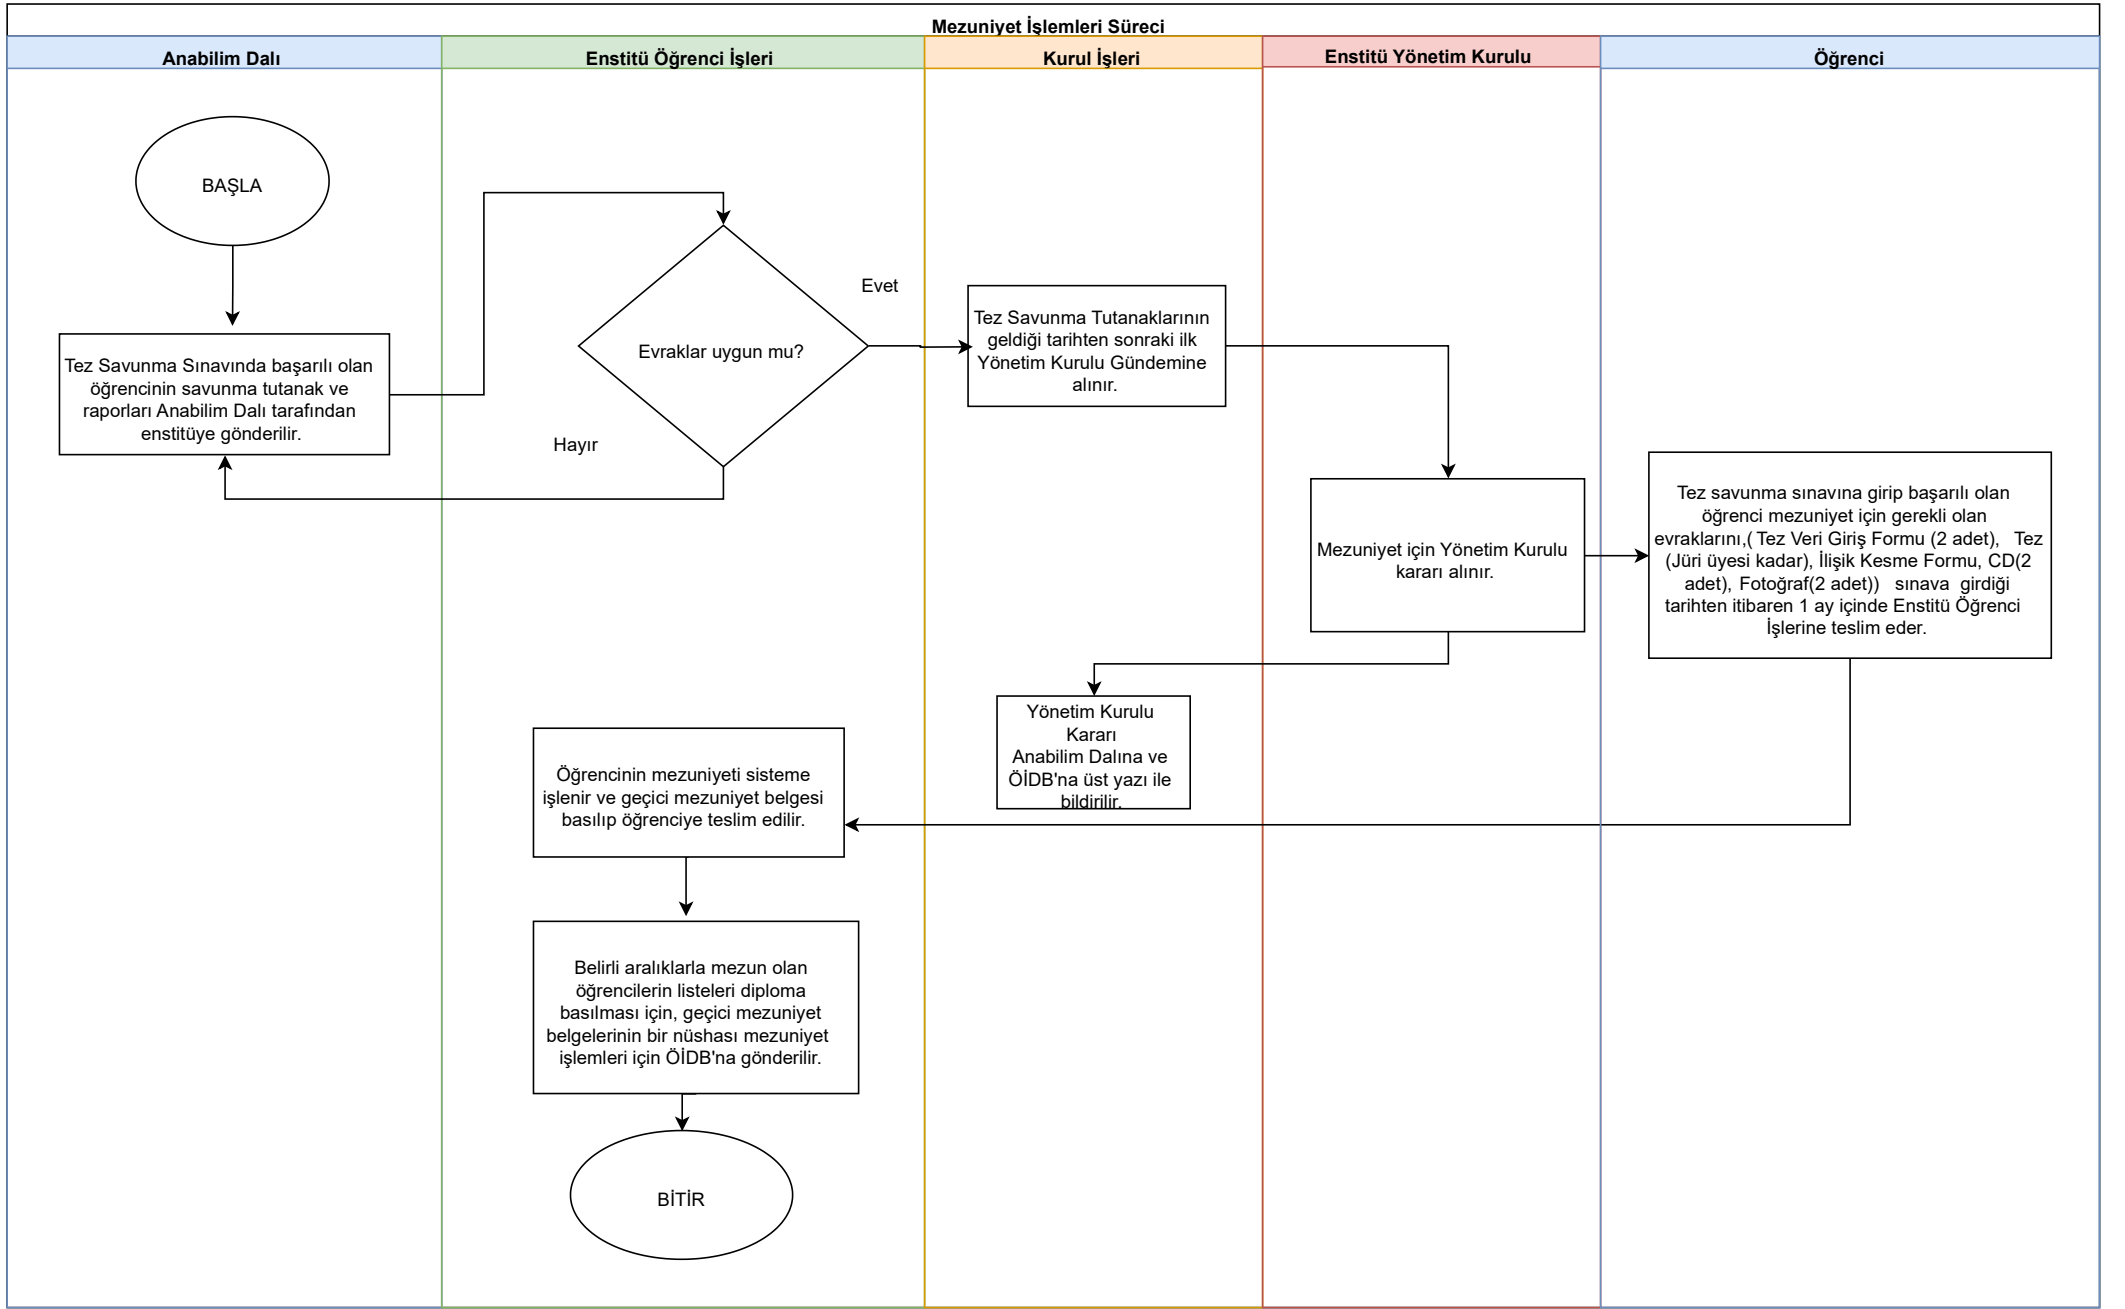 Mezuniyet İşlemleri Süreci
Anabilim Dalı
Enstitü Öğrenci İşleri
Kurul İşleri
Enstitü Yönetim Kurulu
Öğrenci
BAŞLA
Tez Savunma Sınavında başarılı olan
öğrencinin savunma tutanak ve
raporları Anabilim Dalı tarafından
enstitüye gönderilir.
Evraklar uygun mu?
Evet
Hayır
Tez Savunma Tutanaklarının
geldiği tarihten sonraki ilk
Yönetim Kurulu Gündemine
alınır.
Mezuniyet için Yönetim Kurulu
kararı alınır.
Tez savunma sınavına girip başarılı olan
öğrenci mezuniyet için gerekli olan
evraklarını,( Tez Veri Giriş Formu (2 adet), Tez
(Jüri üyesi kadar), İlişik Kesme Formu, CD(2
adet), Fotoğraf(2 adet)) sınava girdiği
tarihten itibaren 1 ay içinde Enstitü Öğrenci
İşlerine teslim eder.
Yönetim Kurulu
Kararı
Anabilim Dalına ve
ÖİDB'na üst yazı ile
bildirilir.
Öğrencinin mezuniyeti sisteme
işlenir ve geçici mezuniyet belgesi
basılıp öğrenciye teslim edilir.
Belirli aralıklarla mezun olan
öğrencilerin listeleri diploma
basılması için, geçici mezuniyet
belgelerinin bir nüshası mezuniyet
işlemleri için ÖİDB'na gönderilir.
BİTİR